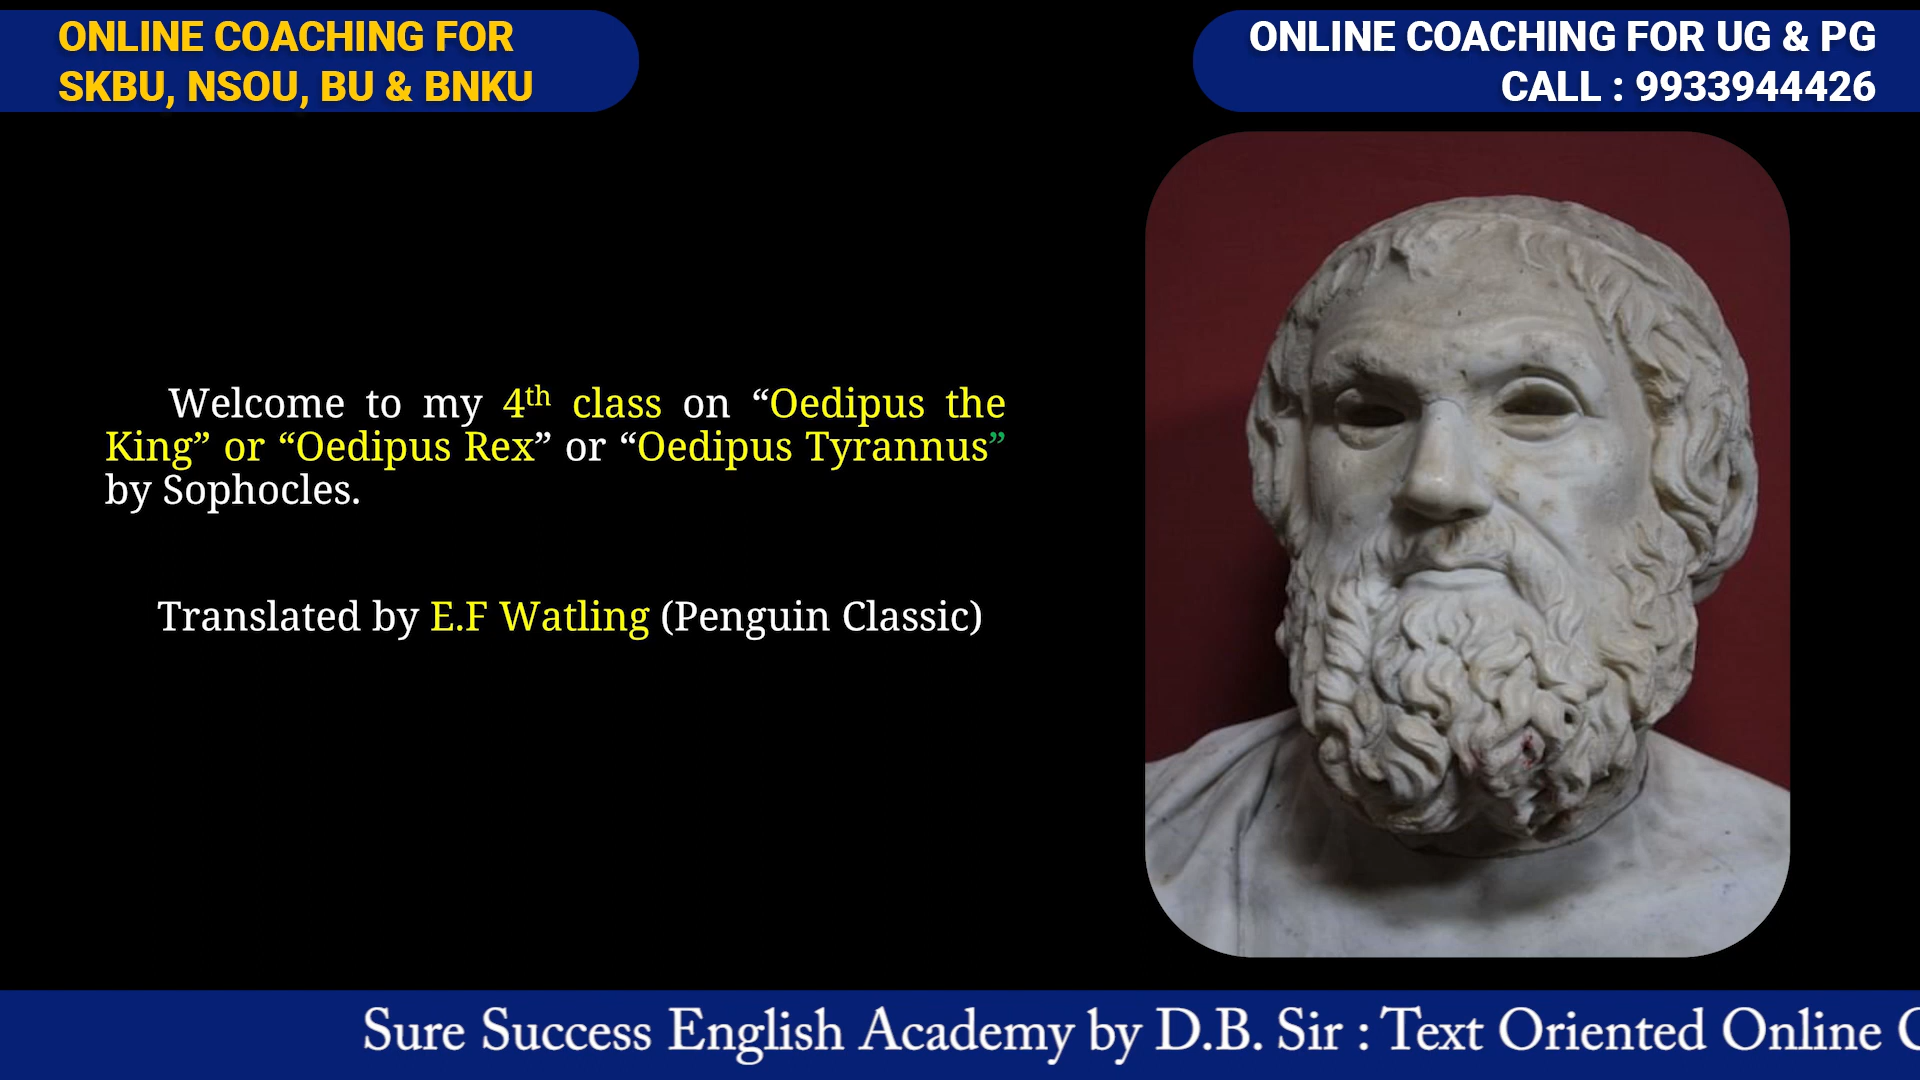 ONLINE COACHING FOR
SKBU, NSOU, BU & BNKU
ONLINE COACHING FOR UG & PG
CALL : 9933944426
Welcome to my 4th class on “Oedipus the
King” or “Oedipus Rex” or “Oedipus Tyrannus”
by Sophocles.
Translated by E.F Watling (Penguin Classic)
Sure Success English Academy by D.B. Sir : Text Oriented Online